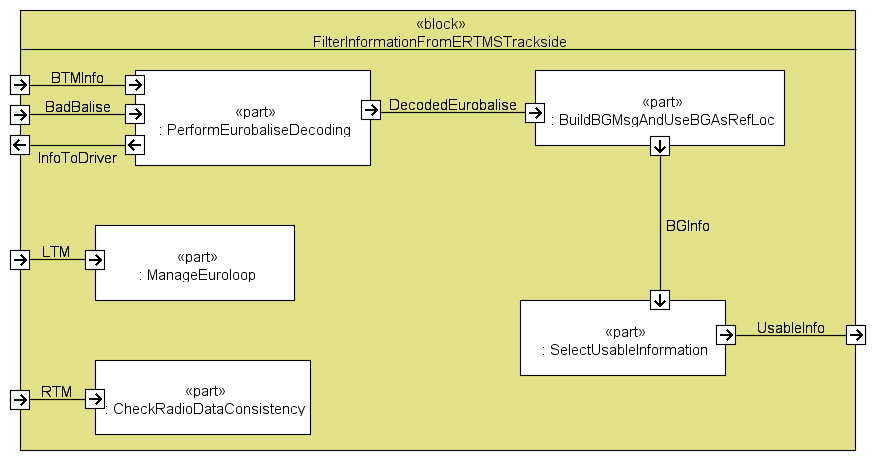 «block»
FilterInformationFromERTMSTrackside
BTMInfo
BadBalise
InfoToDriver
«part»
: PerformEurobaliseDecoding
DecodedEurobalise
«part»
: BuildBGMsgAndUseBGAsRefLoc
BGInfo
LTM
«part»
: ManageEuroloop
«part»
: SelectUsableInformation
UsableInfo
RTM
«part»
: CheckRadioDataConsistency